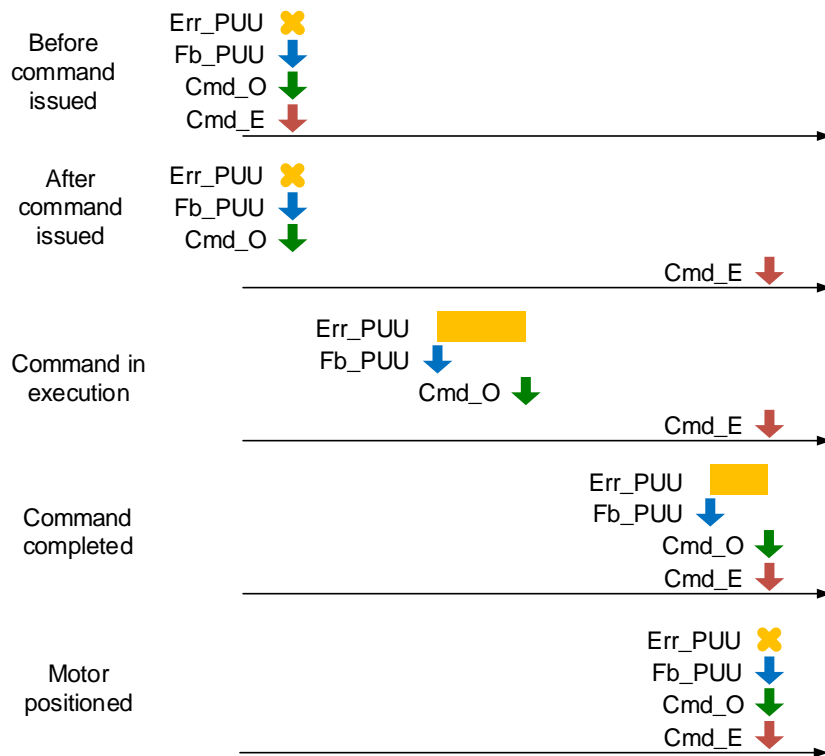 Before
command
issued
Err_PUU
Fb_PUU
Cmd_O
Cmd_E
After
command
issued
Err_PUU
Fb_PUU
Cmd_O
Cmd_E
Command in
execution
Err_PUU
Fb_PUU
Cmd_O
Cmd_E
Command
completed
Err_PUU
Fb_PUU
Cmd_O
Cmd_E
Motor
positioned
Err_PUU
Fb_PUU
Cmd_O
Cmd_E